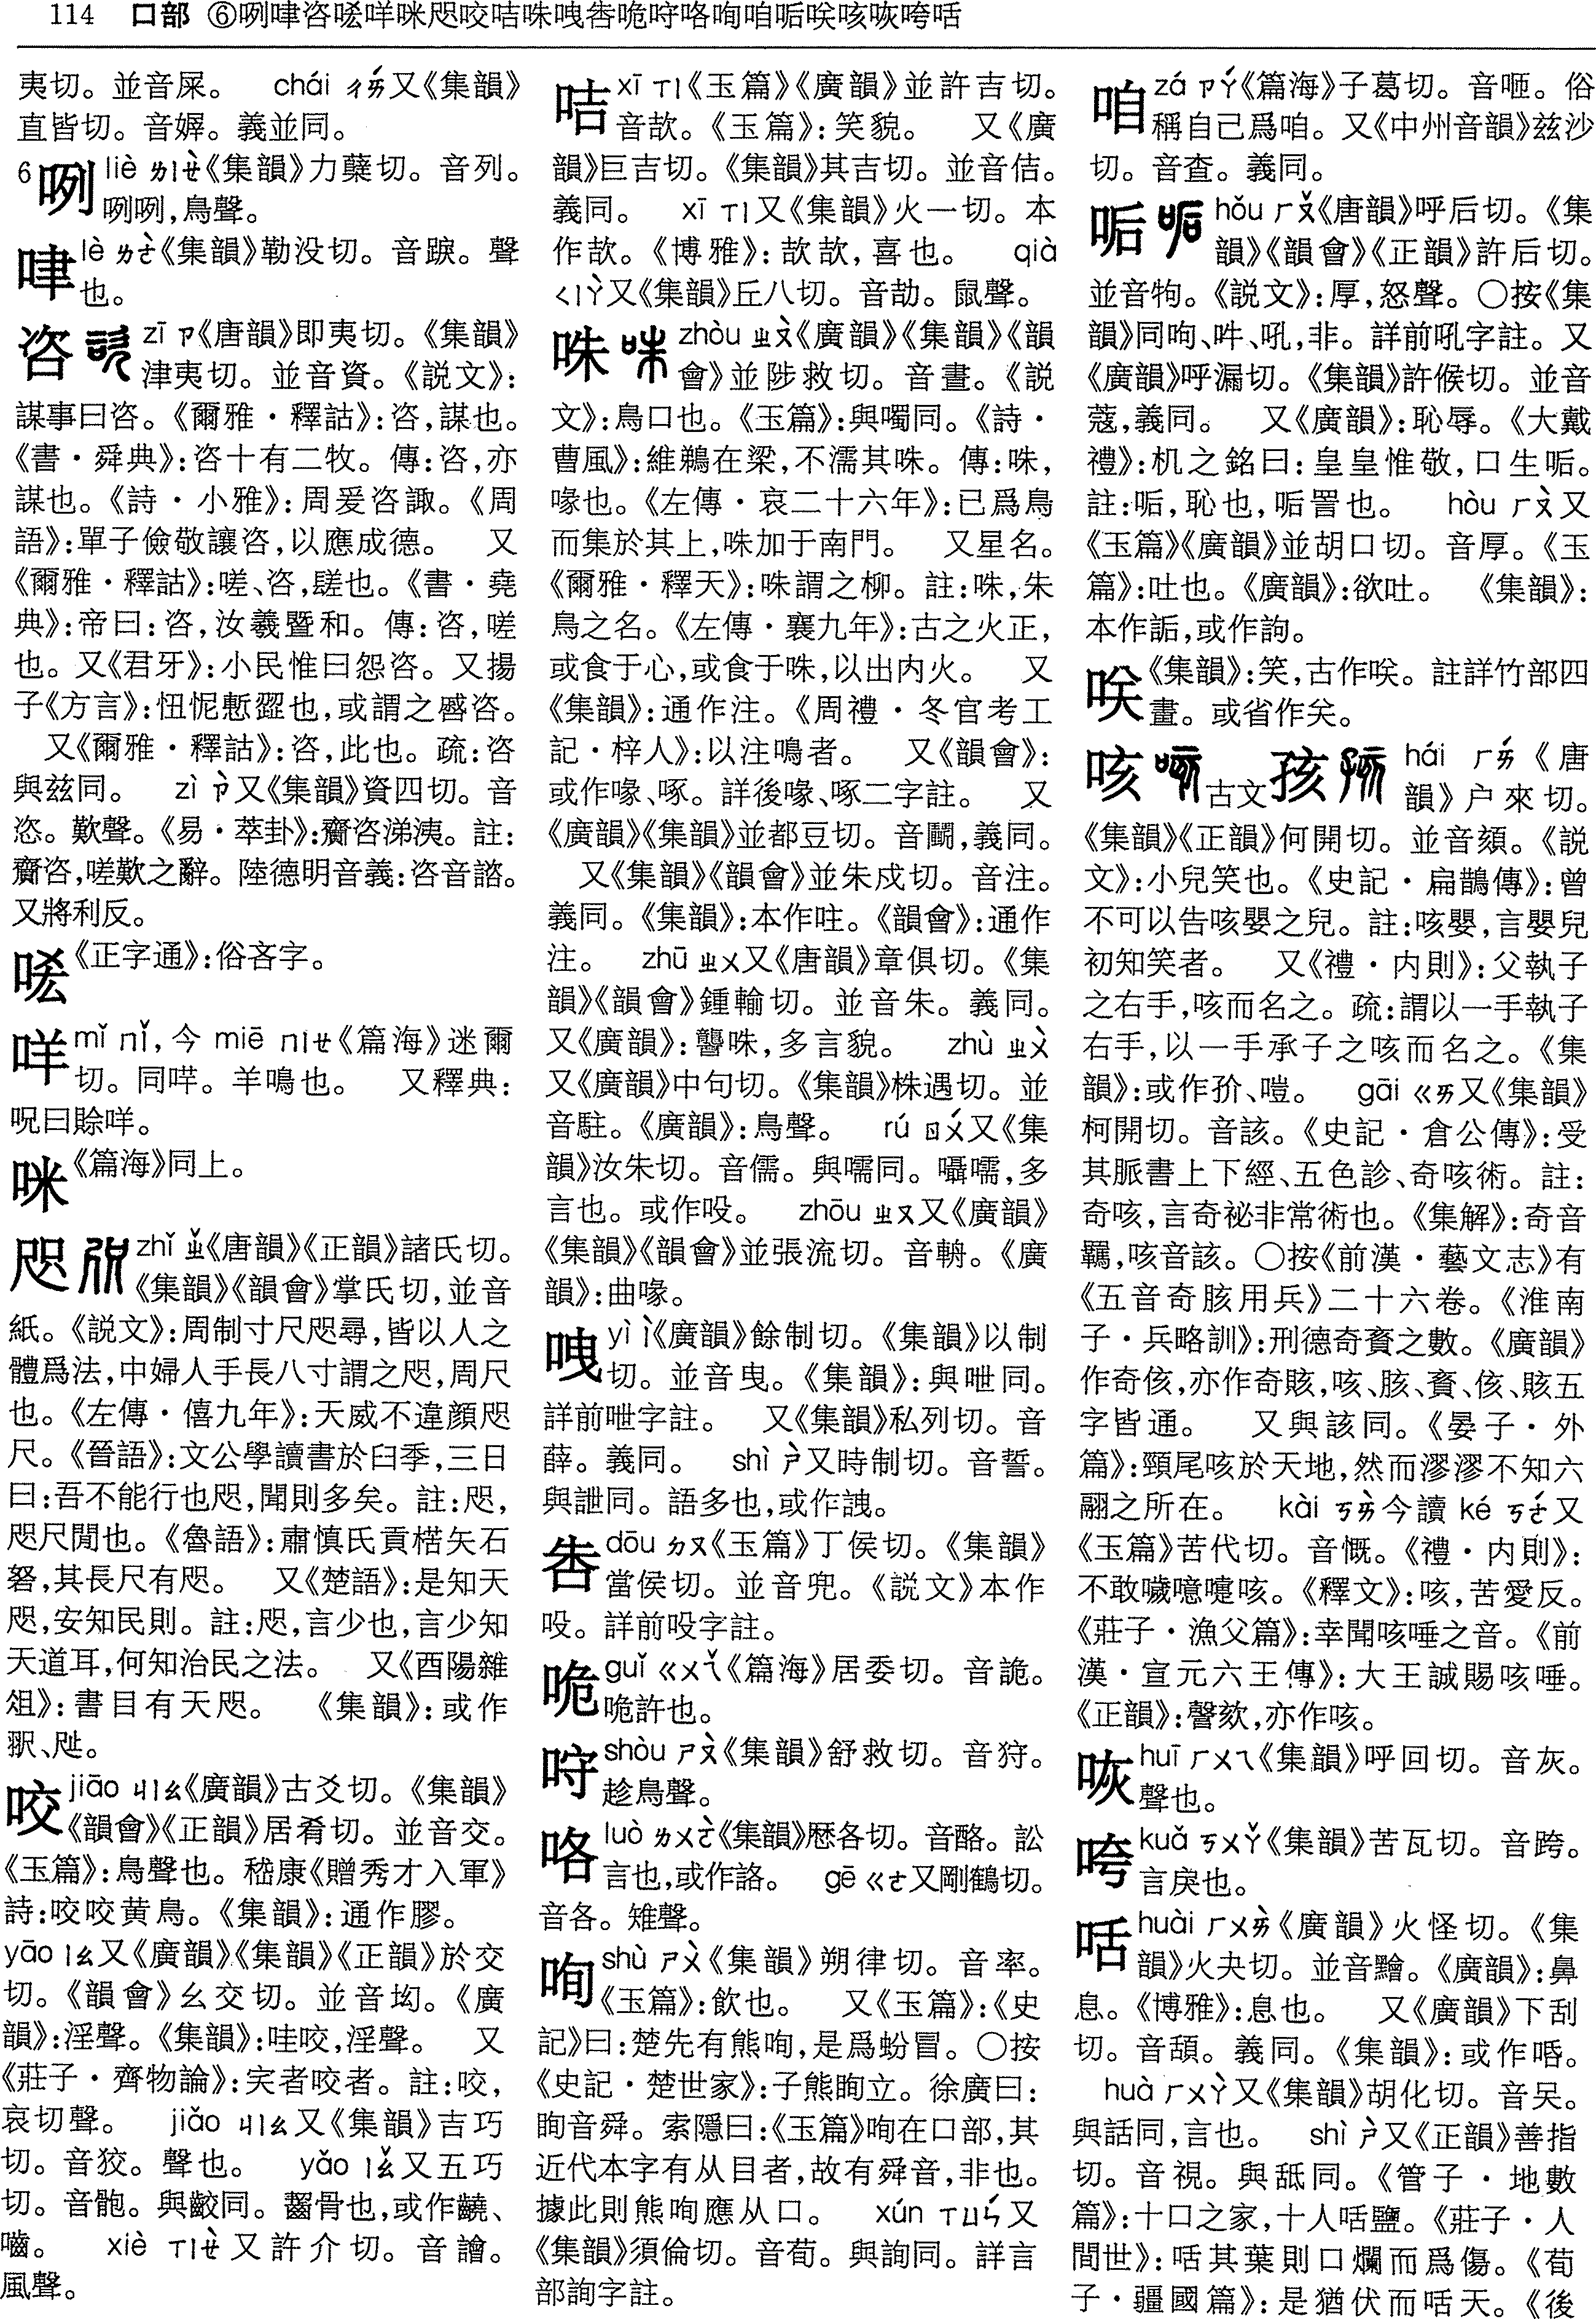 114 口部 ⑥咧㖀咨㖤咩咪咫咬咭咮唓㖣咶哠哅咯咰咱听㗛咳咴咵咶
夷切。並音屎。 chái ㄔㄞˊ又《集韻》
直皆切。音㜗。義並同。
6咧 liè ㄌㄧㄝˋ《集韻》力蘖切。音列。
咧咧,鳥聲。
㖀 lè ㄌㄜˋ《集韻》勒没切。音𨁸。聲
也。
咨 zī ㄗ《唐韻》即夷切。《集韻》
津夷切。並音資。《説文》:
謀事曰咨。《爾雅・釋詁》:咨,謀也。
《書・舜典》:咨十有二牧。傳:咨,亦
謀也。《詩・小雅》:周爰咨諏。《周
語》:單子儉敬讓咨,以應成德。 又
《爾雅・釋詁》:嗟、咨,𨲠也。《書・堯
典》:帝曰:咨,汝羲暨和。傳:咨,嗟
也。又《君牙》:小民惟曰怨咨。又揚
子《方言》:忸怩慙歰也,或謂之慼咨。
又《爾雅・釋詁》:咨,此也。疏:咨
與兹同。 zì ㄗˋ又《集韻》資四切。音
恣。歎聲。《易・萃卦》:齎咨涕洟。註:
齎咨,嗟歎之辭。陸德明音義:咨音諮。
又將利反。
《正字通》:俗吝字。
咩 mǐ ㄇㄧˇ,今 miē ㄇㄧㄝ《篇海》迷爾
切。同哶。羊鳴也。 又釋典:
呪曰賖咩。
咪《篇海》同上。
咫 zhǐ ㄓˇ《唐韻》《正韻》諸氏切。
《集韻》《韻會》掌氏切,並音
紙。《説文》:周制寸尺咫尋,皆以人之
體爲法,中婦人手長八寸謂之咫,周尺
也。《左傳・僖九年》:天威不違顔咫
尺。《晉語》:文公學讀書於臼季,三日
曰:吾不能行也咫,聞則多矣。註:咫,
咫尺閒也。《魯語》:肅慎氏貢楛矢石
砮,其長尺有咫。 又《楚語》:是知天
咫,安知民則。註:咫,言少也,言少知
天道耳,何知治民之法。 又《酉陽雜
俎》:書目有天咫。 《集韻》:或作
咬 jiāo ㄐㄧㄠ《廣韻》古爻切。《集韻》
《韻會》《正韻》居肴切。並音交。
《玉篇》:鳥聲也。嵇康《贈秀才入軍》
詩:咬咬黄鳥。《集韻》:通作膠。
yāo ㄧㄠ又《廣韻》《集韻》《正韻》於交
切。《韻會》幺交切。並音坳。《廣
韻》:淫聲。《集韻》:哇咬,淫聲。 又
《莊子・齊物論》:宎者咬者。註:咬,
哀切聲。 jiǎo ㄐㄧㄠ又《集韻》吉巧
切。音狡。聲也。 yǎo ㄧㄠˇ又五巧
切。音骲。與齩同。齧骨也,或作齾、
嚙。 xiè ㄒㄧㄝˋ又許介切。音譮。
風聲。
咭 xī ㄒㄧ《玉篇》《廣韻》並許吉切。
音欯。《玉篇》:笑貌。 又《廣
韻》巨吉切。《集韻》其吉切。並音佶。
義同。 xī ㄒㄧ又《集韻》火一切。本
作欯。《博雅》:欯欯,喜也。 qià
ㄑㄧㄚˋ又《集韻》丘八切。音劼。鼠聲。
咮 zhòu ㄓㄡˋ《廣韻》《集韻》《韻
會》並陟救切。音晝。《説
文》:鳥口也。《玉篇》:與噣同。《詩・
曹風》:維鵜在梁,不濡其咮。傳:咮,
喙也。《左傳・哀二十六年》:已爲鳥
而集於其上,咮加于南門。 又星名。
《爾雅・釋天》:咮謂之柳。註:咮,朱
鳥之名。《左傳・襄九年》:古之火正,
或食于心,或食于咮,以出内火。 又
《集韻》:通作注。《周禮・冬官考工
記・梓人》:以注鳴者。 又《韻會》:
或作喙、啄。詳後喙、啄二字註。 又
《廣韻》《集韻》並都豆切。音鬭,義同。
又《集韻》《韻會》並朱戍切。音注。
義同。《集韻》:本作𠰍。《韻會》:通作
注。 zhū ㄓㄨ又《唐韻》章俱切。《集
韻》《韻會》鍾輸切。並音朱。義同。
又《廣韻》:讋咮,多言貌。 zhù ㄓㄨˋ
又《廣韻》中句切。《集韻》株遇切。並
音駐。《廣韻》:鳥聲。 rú ㄖㄨˊ又《集
韻》汝朱切。音儒。與嚅同。囁嚅,多
言也。或作吺。 zhōu ㄓㄡ又《廣韻》
《集韻》《韻會》並張流切。音輈。《廣
韻》:曲喙。
㖂 yì ㄧˋ《廣韻》餘制切。《集韻》以制
切。並音曳。《集韻》:與呭同。
詳前呭字註。 又《集韻》私列切。音
薛。義同。 shì ㄕˋ又時制切。音誓。
與詍同。語多也,或作詍。
dōu ㄉㄡ《玉篇》丁侯切。《集韻》
當侯切。並音兜。《説文》本作
吺。詳前吺字註。
guǐ ㄍㄨㄟˇ《篇海》居委切。音詭。
咶許也。
shòu ㄕㄡˋ《集韻》舒救切。音狩。
趁鳥聲。
咯 luò ㄌㄨㄛˋ《集韻》歷各切。音酪。訟
言也,或作詻。 gē ㄍㄜ又剛鶴切。
音各。雉聲。
咰 shù ㄕㄨˋ《集韻》朔律切。音率。
《玉篇》:飲也。 又《玉篇》:《史
記》曰:楚先有熊咰,是爲蚡冒。〇按
《史記・楚世家》:子熊眴立。徐廣曰:
眴音舜。索隱曰:《玉篇》咰在口部,其
近代本字有从目者,故有舜音,非也。
據此則熊咰應从口。 xún ㄒㄩㄣˊ又
《集韻》須倫切。音荀。與詢同。詳言
部詢字註。
咱 zá ㄗㄚˊ《篇海》子葛切。音咂。俗
稱自己爲咱。又《中州音韻》兹沙
切。音查。義同。
㖃 hǒu ㄏㄡˇ《唐韻》呼后切。《集
韻》《韻會》《正韻》許后切。
並音㸸。《説文》:厚,怒聲。〇按《集
韻》同呴、吽、吼,非。詳前吼字註。又
《廣韻》呼漏切。《集韻》許候切。並音
蔲,義同。 又《廣韻》:恥辱。《大戴
禮》:机之銘曰:皇皇惟敬,口生㖃。
註:㖃,恥也,㖃詈也。 hòu ㄏㄡˋ又
《玉篇》《廣韻》並胡口切。音厚。《玉
篇》:吐也。《廣韻》:欲吐。 《集韻》:
本作詬,或作訽。
《集韻》:笑,古作咲。註詳竹部四
畫。或省作关。
咳 古文孩 hái ㄏㄞˊ《唐
韻》户來切。
《集韻》《正韻》何開切。並音頦。《説
文》:小兒笑也。《史記・扁鵲傳》:曾
不可以告咳嬰之兒。註:咳嬰,言嬰兒
初知笑者。 又《禮・内則》:父執子
之右手,咳而名之。疏:謂以一手執子
右手,以一手承子之咳而名之。《集
韻》:或作㝏、嘊。 gāi ㄍㄞ又《集韻》
柯開切。音該。《史記・倉公傳》:受
其脈書上下經、五色診、奇咳術。註:
奇咳,言奇祕非常術也。《集解》:奇音
羈,咳音該。〇按《前漢・藝文志》有
《五音奇胲用兵》二十六卷。《淮南
子・兵略訓》:刑德奇賌之數。《廣韻》
作奇侅,亦作奇賅,咳、胲、賌、侅、賅五
字皆通。 又與該同。《晏子・外
篇》:頸尾咳於天地,然而漻漻不知六
翮之所在。 kài ㄎㄞˋ今讀 ké ㄎㄜˊ又
《玉篇》苦代切。音慨。《禮・内則》:
不敢噦噫嚏咳。《釋文》:咳,苦愛反。
《莊子・漁父篇》:幸聞咳唾之音。《前
漢・宣元六王傳》:大王誠賜咳唾。
《正韻》:謦欬,亦作咳。
咴 huī ㄏㄨㄟ《集韻》呼回切。音灰。
聲也。
咵 kuǎ ㄎㄨㄚˇ《集韻》苦瓦切。音跨。
言戾也。
咶 huài ㄏㄨㄞˋ《廣韻》火怪切。《集
韻》火夬切。並音䵳。《廣韻》:鼻
息。《博雅》:息也。 又《廣韻》下刮
切。音頢。義同。《集韻》:或作㖧。
huà ㄏㄨㄚˋ又《集韻》胡化切。音吴。
與話同,言也。 shì ㄕˋ又《正韻》善指
切。音視。與舐同。《管子・地數
篇》:十口之家,十人咶鹽。《莊子・人
間世》:咶其葉則口爛而爲傷。《荀
子・彊國篇》:是猶伏而咶天。《後